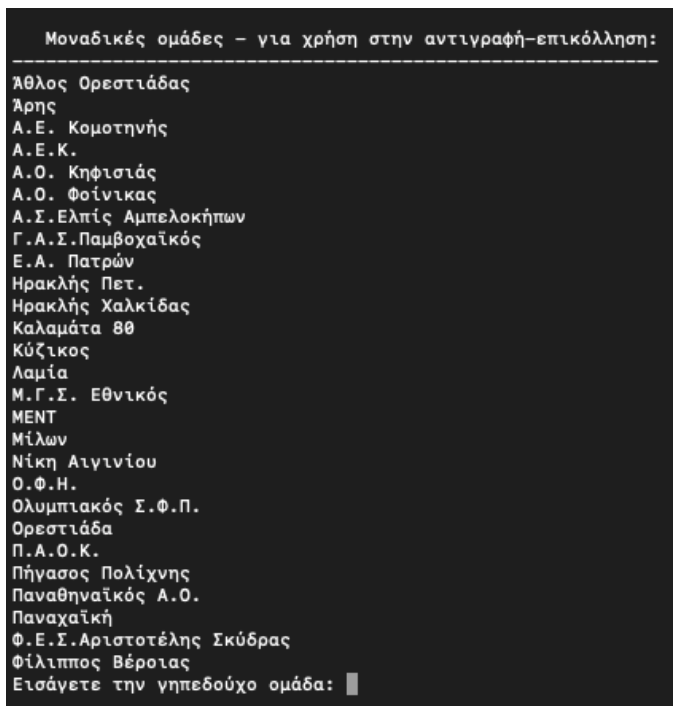 Μοναδικές ομάδες – για χρήση στην αντιγραφή–επικόλληση:
----------------------------------------------------------
Άθλος Ορεστιάδας
Άρης
Α.Ε. Κομοτηνής
Α.Ε.Κ.
Α.Ο. Κηφισιάς
Α.Ο. Φοίνικας
Α.Σ.Ελπίς Αμπελοκήπων
Γ.Α.Σ.Παμβοχαϊκός
Ε.Α. Πατρών
Ηρακλής Πετ.
Ηρακλής Χαλκίδας
Καλαμάτα 80
Κύζικος
Λαμία
Μ.Γ.Σ. Εθνικός
ΜΕΝΤ
Μίλων
Νίκη Αιγινίου
Ο.Φ.Η.
Ολυμπιακός Σ.Φ.Π.
Ορεστιάδα
Π.Α.Ο.Κ.
Πήγασος Πολίχνης
Παναθηναϊκός Α.Ο.
Παναχαϊκή
Φ.Ε.Σ.Αριστοτέλης Σκύδρας
Φίλιππος Βέροιας
Εισάγετε την γηπεδούχο ομάδα: